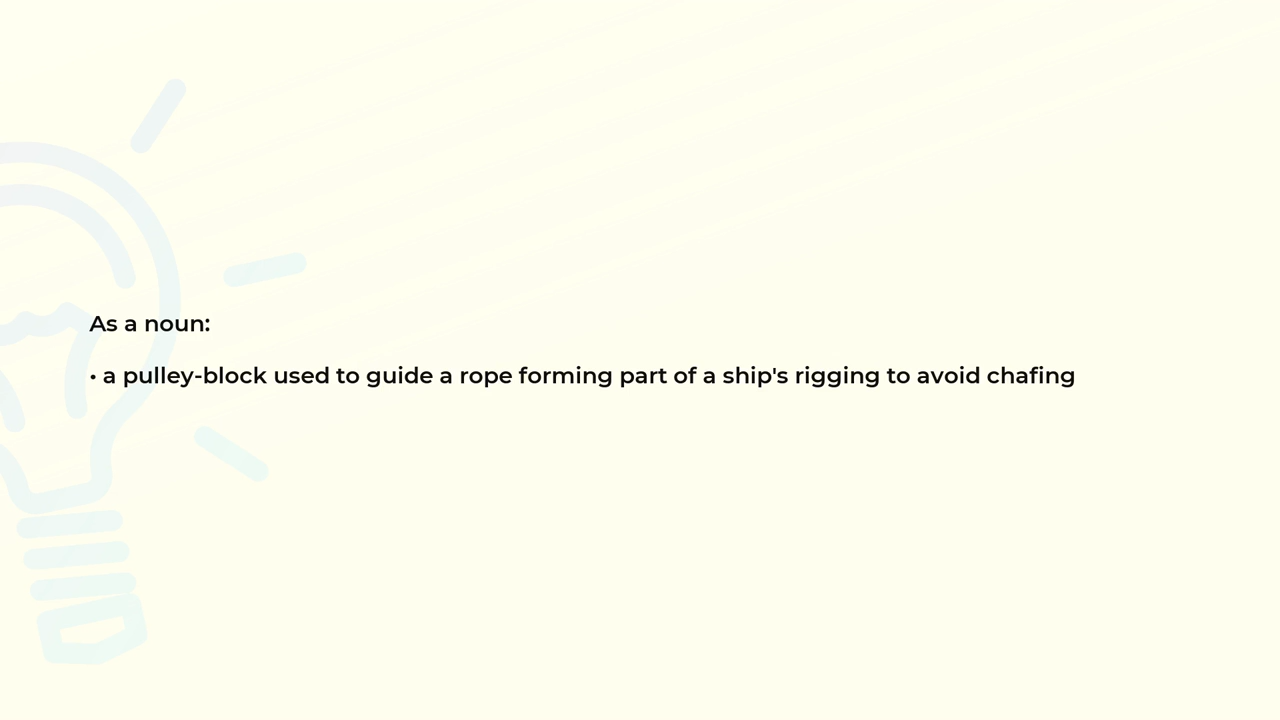 As a noun:
• a pulley-block used to guide a rope forming part of a ship's rigging to avoid chafing